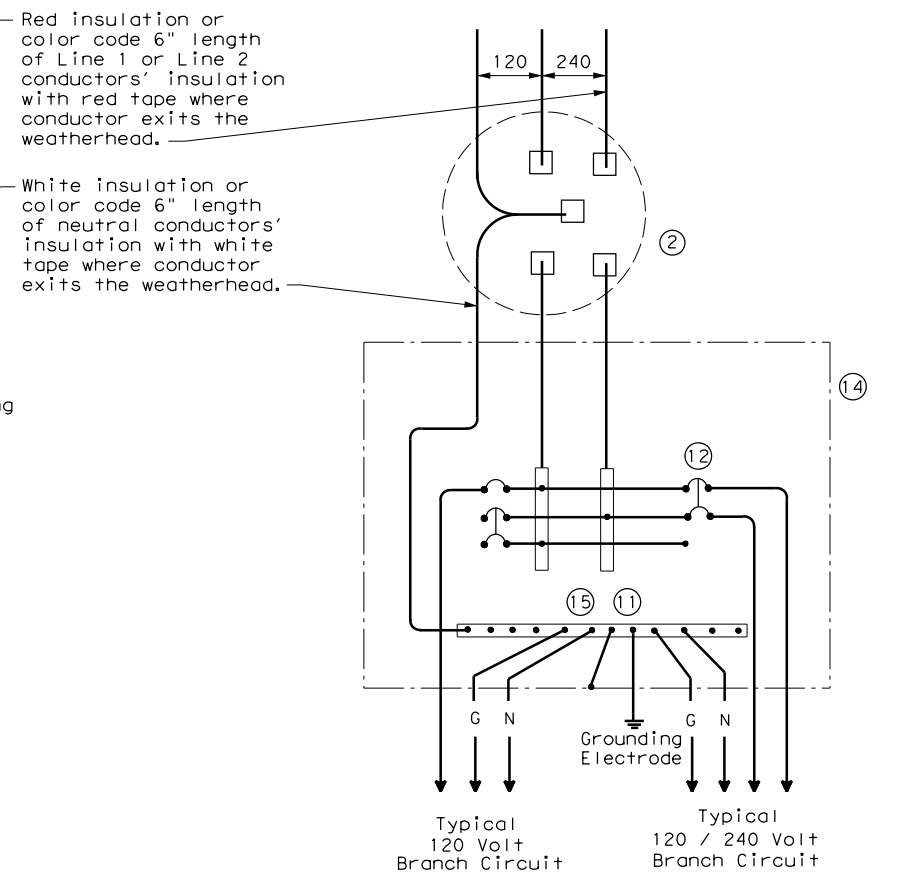 Red insulation or
color code 6" length
of Line 1 or Line 2
conductors' insulation
with red tape where
conductor exits the
weatherhead.
120 240
White insulation or
color code 6" length
of neutral conductors'
insulation with white
tape where conductor
exits the weatherhead.
2
14
12
15 11
G N
G N
Grounding
Electrode
Typical
120 Volt
Branch Circuit
Typical
120 / 240 Volt
Branch Circuit